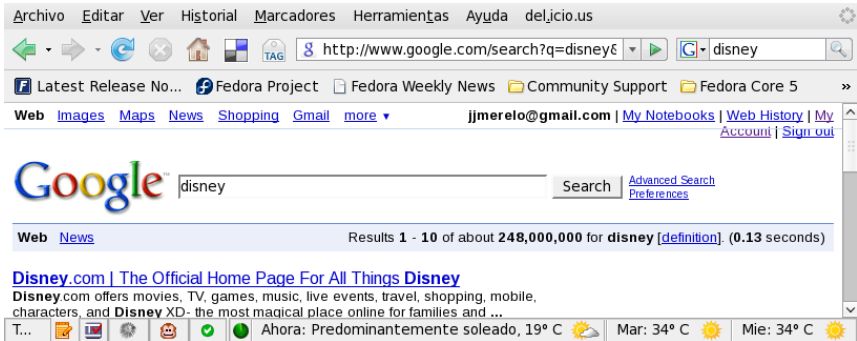 Archivo Editar Ver Historial Marcadores Herramientas Ayuda del.icio.us
TAG http://www.google.com/search?q=disney& G disney
Latest Release No... Fedora Project Fedora Weekly News Community Support Fedora Core 5 »
Web Images Maps News Shopping Gmail more ▼ jjmerelo@gmail.com | My Notebooks | Web History | My
Account | Sign out
Google™ disney Search Advanced Search
Preferences
Web News Results 1 - 10 of about 248,000,000 for disney [definition]. (0.13 seconds)
Disney.com | The Official Home Page For All Things Disney
Disney.com offers movies, TV, games, music, live events, travel, shopping, mobile,
characters, and Disney XD- the most magical place online for families and ...
T... Ahora: Predominantemente soleado, 19° C Mar: 34° C Mie: 34° C